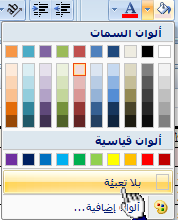 ألوان السمات
ألوان قياسية
بلا تعبئة
ألوان إضافية...